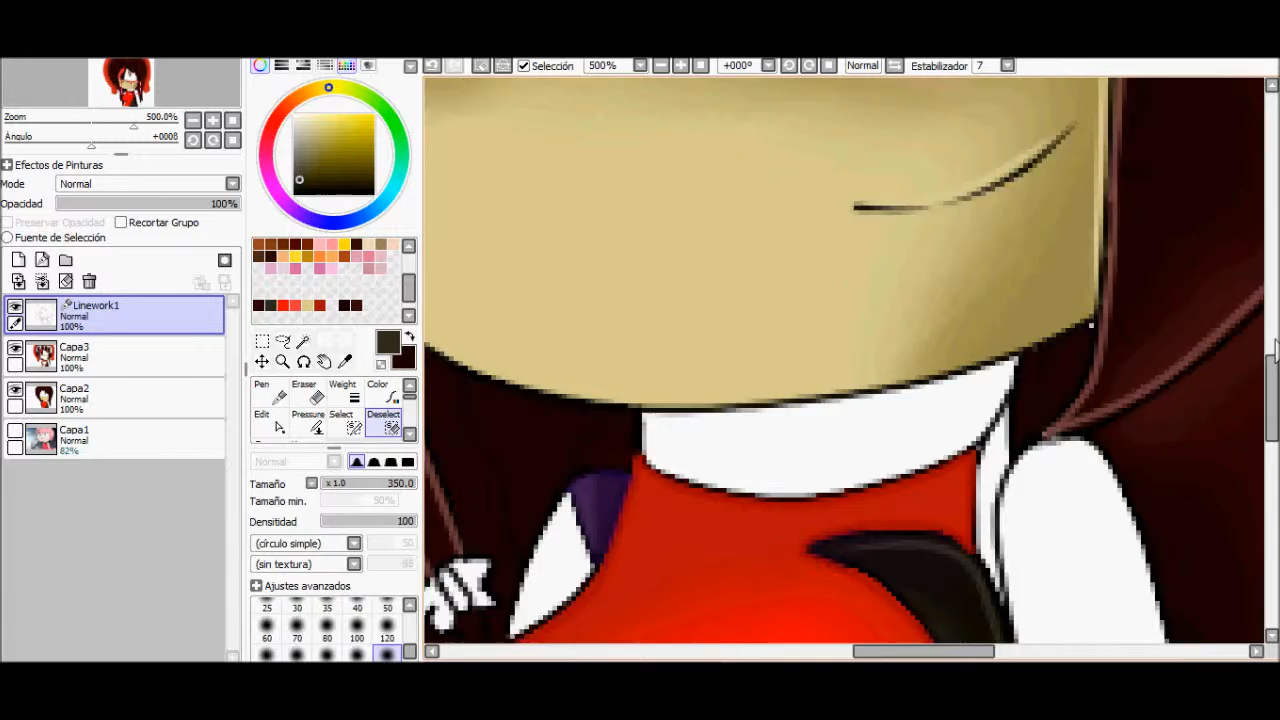 Selección 500% +000º Normal Estabilizador 7
Zoom 500.0%
Ángulo +0008
Efectos de Pinturas
Mode Normal
Opacidad 100%
Preservar Opacidad Recortar Grupo
Fuente de Selección
Linework1
Normal
100%
Capa3
Normal
100%
Capa2
Normal
100%
Capa1
Normal
82%
Pen Eraser Weight Color
Edit Pressure Select Deselect
Normal
Tamaño x 1.0 350.0
Tamaño min. 50%
Densitidad 100
(círculo simple) 50
(sin textura)
Ajustes avanzados
25 30 35 40 50
60 70 80 100 120